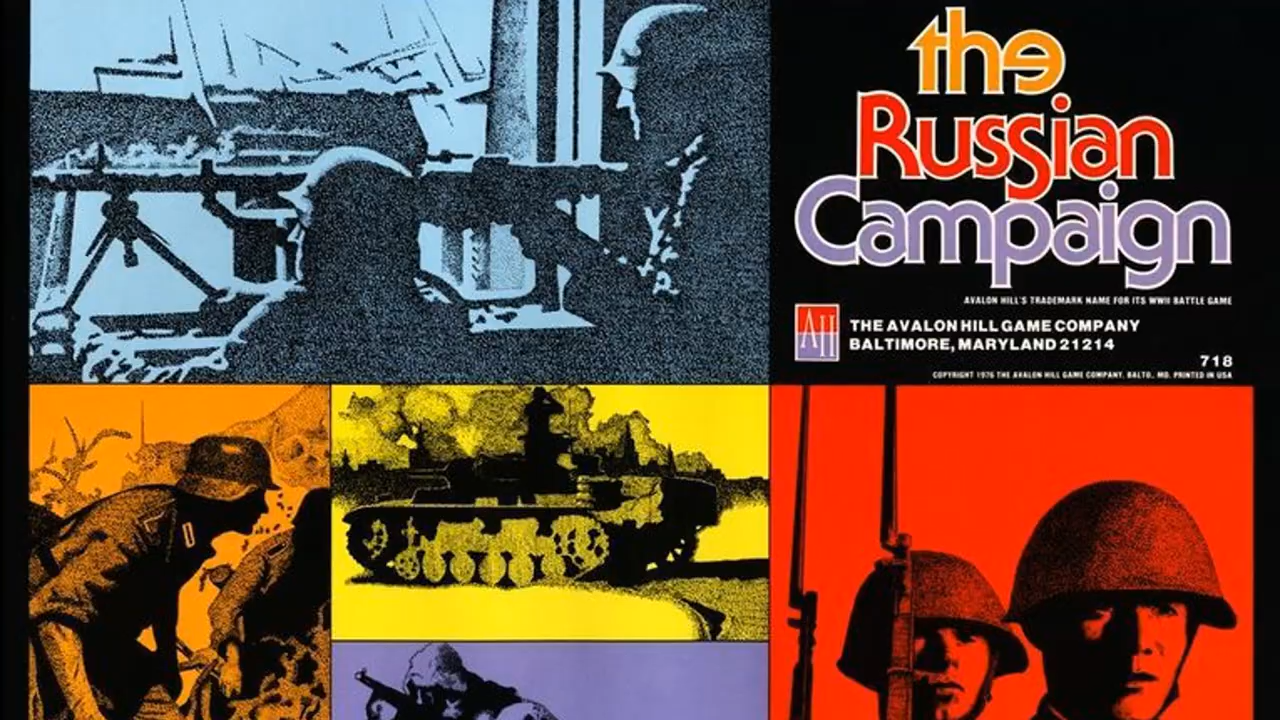 the
Russian
Campaign
AVALON HILL'S TRADEMARK NAME FOR ITS WWII BATTLE GAME
AH
THE AVALON HILL GAME COMPANY
BALTIMORE, MARYLAND 21214
718
COPYRIGHT 1976 THE AVALON HILL GAME COMPANY, BALTO., MD. PRINTED IN USA